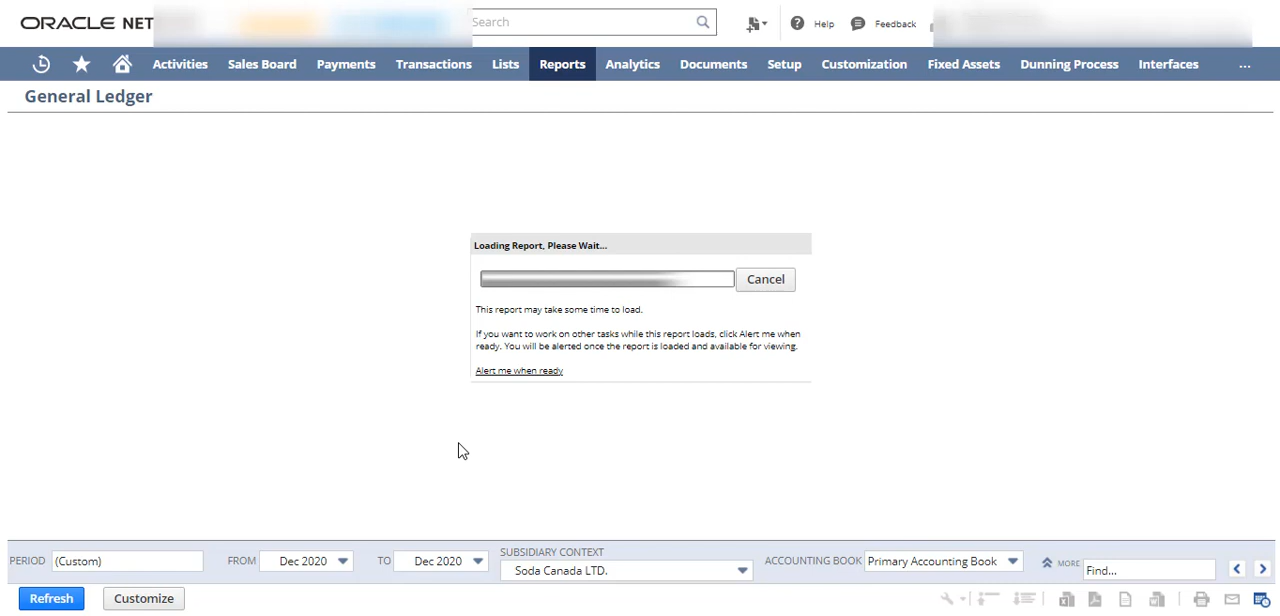 ORACLE NET
Search
Help
Feedback
Activities
Sales Board
Payments
Transactions
Lists
Reports
Analytics
Documents
Setup
Customization
Fixed Assets
Dunning Process
Interfaces
...
General Ledger
Loading Report, Please Wait...
Cancel
This report may take some time to load.
If you want to work on other tasks while this report loads, click Alert me when
ready. You will be alerted once the report is loaded and available for viewing.
Alert me when ready
PERIOD (Custom)
FROM Dec 2020
TO Dec 2020
SUBSIDIARY CONTEXT
Soda Canada LTD.
ACCOUNTING BOOK Primary Accounting Book
MORE
Find...
Refresh
Customize